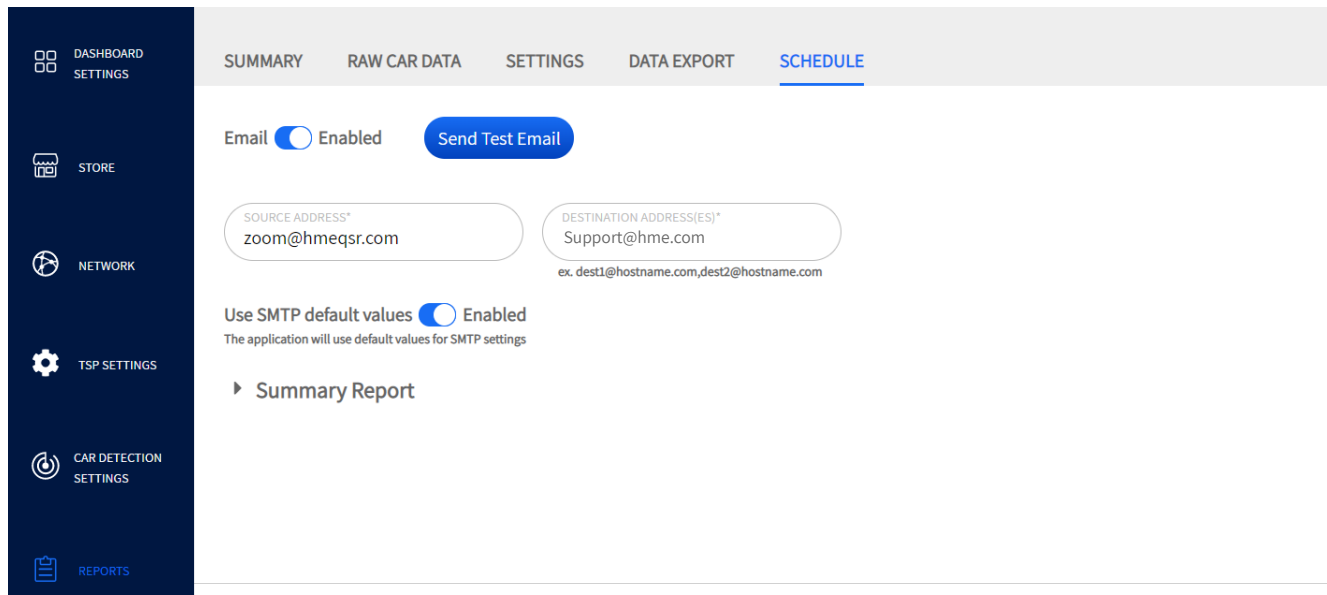 DASHBOARD
SETTINGS
STORE
NETWORK
TSP SETTINGS
CAR DETECTION
SETTINGS
REPORTS
SUMMARY RAW CAR DATA SETTINGS DATA EXPORT SCHEDULE
Email Enabled Send Test Email
SOURCE ADDRESS* DESTINATION ADDRESS(ES)*
zoom@hmeqsr.com Support@hme.com
ex. dest1@hostname.com,dest2@hostname.com
Use SMTP default values Enabled
The application will use default values for SMTP settings
Summary Report